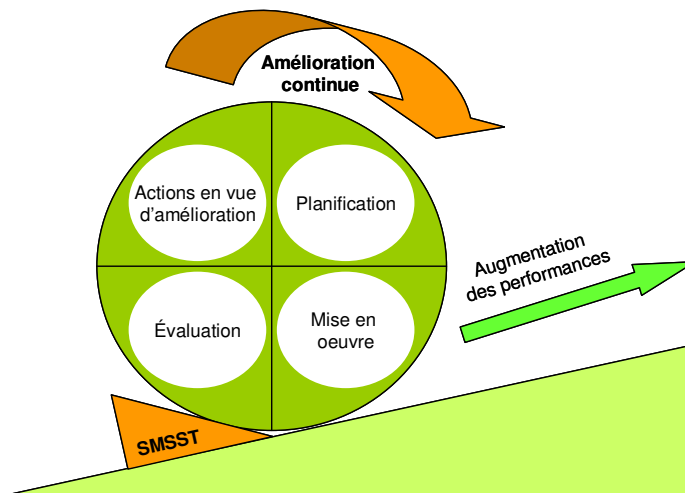 Amélioration
continue
Actions en vue
d'amélioration
Planification
Augmentation
des performances
Évaluation
Mise en
oeuvre
SMSST